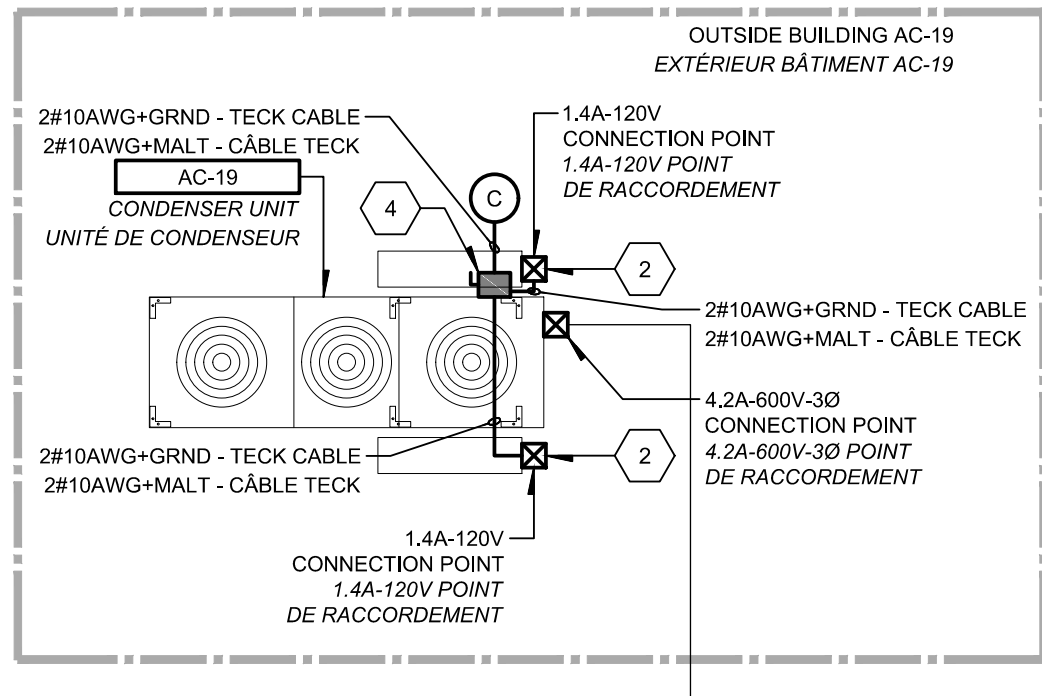 OUTSIDE BUILDING AC-19
EXTÉRIEUR BÂTIMENT AC-19
2#10AWG+GRND - TECK CABLE
2#10AWG+MALT - CÂBLE TECK
AC-19
CONDENSER UNIT
UNITÉ DE CONDENSEUR
4
C
1.4A-120V
CONNECTION POINT
1.4A-120V POINT
DE RACCORDEMENT
2
2#10AWG+GRND - TECK CABLE
2#10AWG+MALT - CÂBLE TECK
4.2A-600V-3Ø
CONNECTION POINT
4.2A-600V-3Ø POINT
DE RACCORDEMENT
2#10AWG+GRND - TECK CABLE
2#10AWG+MALT - CÂBLE TECK
2
1.4A-120V
CONNECTION POINT
1.4A-120V POINT
DE RACCORDEMENT